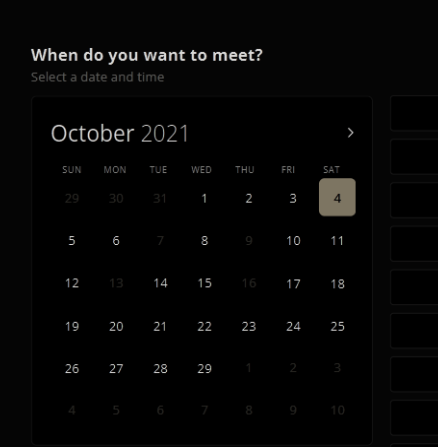 When do you want to meet?
Select a date and time
October 2021 >
SUN MON TUE WED THU FRI SAT
29 30 31 1 2 3 4
5 6 7 8 9 10 11
12 13 14 15 16 17 18
19 20 21 22 23 24 25
26 27 28 29 1 2 3
4 5 6 7 8 9 10